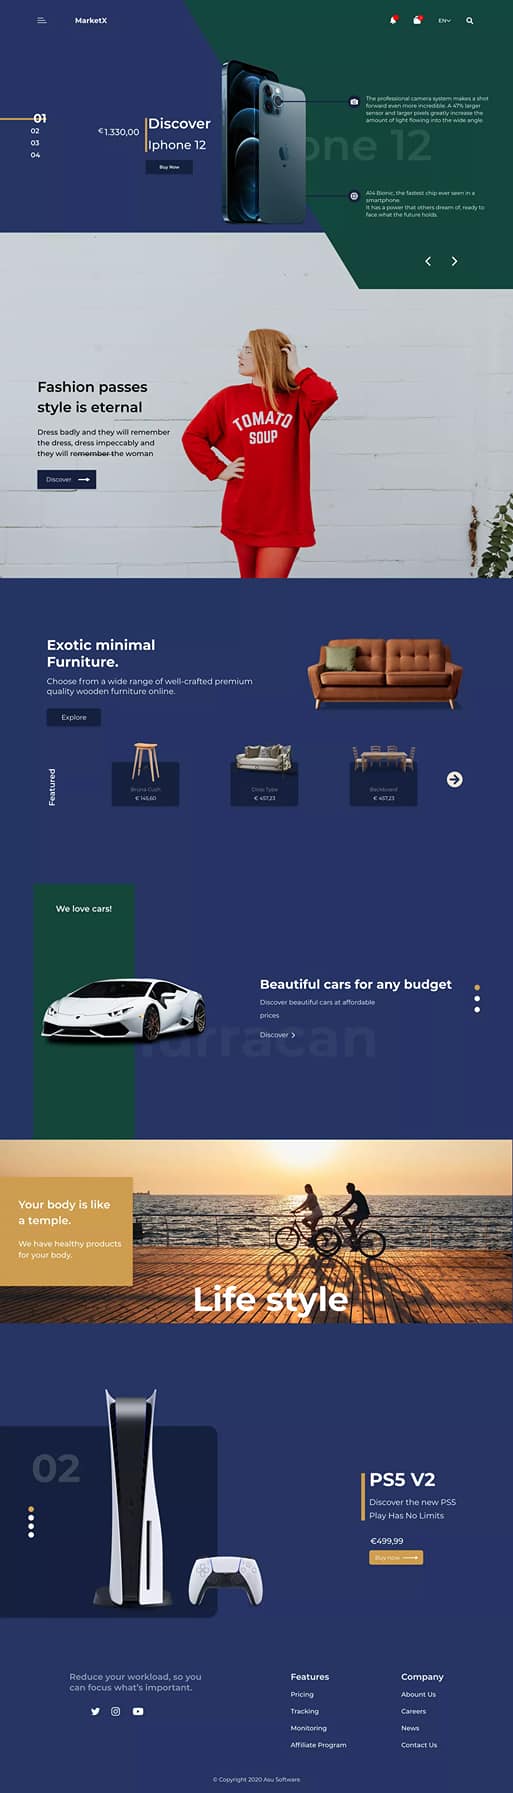 MarketX
EN
01
02
03
04
€1.330,00
Discover
Iphone 12
Buy Now
one 12
The professional camera system makes a shot
forward even more incredible. A 47% larger
sensor and larger pixels greatly increase the
amount of light flowing into the wide angle.
A14 Bionic, the fastest chip ever seen in a
smartphone.
It has a power that others dream of, ready to
face what the future holds.
Fashion passes
style is eternal
Dress badly and they will remember
the dress, dress impeccably and
they will remember the woman
Discover
TOMATO
SOUP
Exotic minimal
Furniture.
Choose from a wide range of well-crafted premium
quality wooden furniture online.
Explore
Featured
Bruna Cush
€ 145,60
Drop Type
€ 457,23
Backboard
€ 457,23
We love cars!
Beautiful cars for any budget
Discover beautiful cars at affordable
prices
Discover
urracan
Your body is like
a temple.
We have healthy products
for your body.
Life style
02
PS5 V2
Discover the new PS5
Play Has No Limits
€499,99
Buy now
Reduce your workload, so you
can focus what's important.
Features
Pricing
Tracking
Monitoring
Affiliate Program
Company
Abount Us
Careers
News
Contact Us
© Copyright 2020 Asu Software